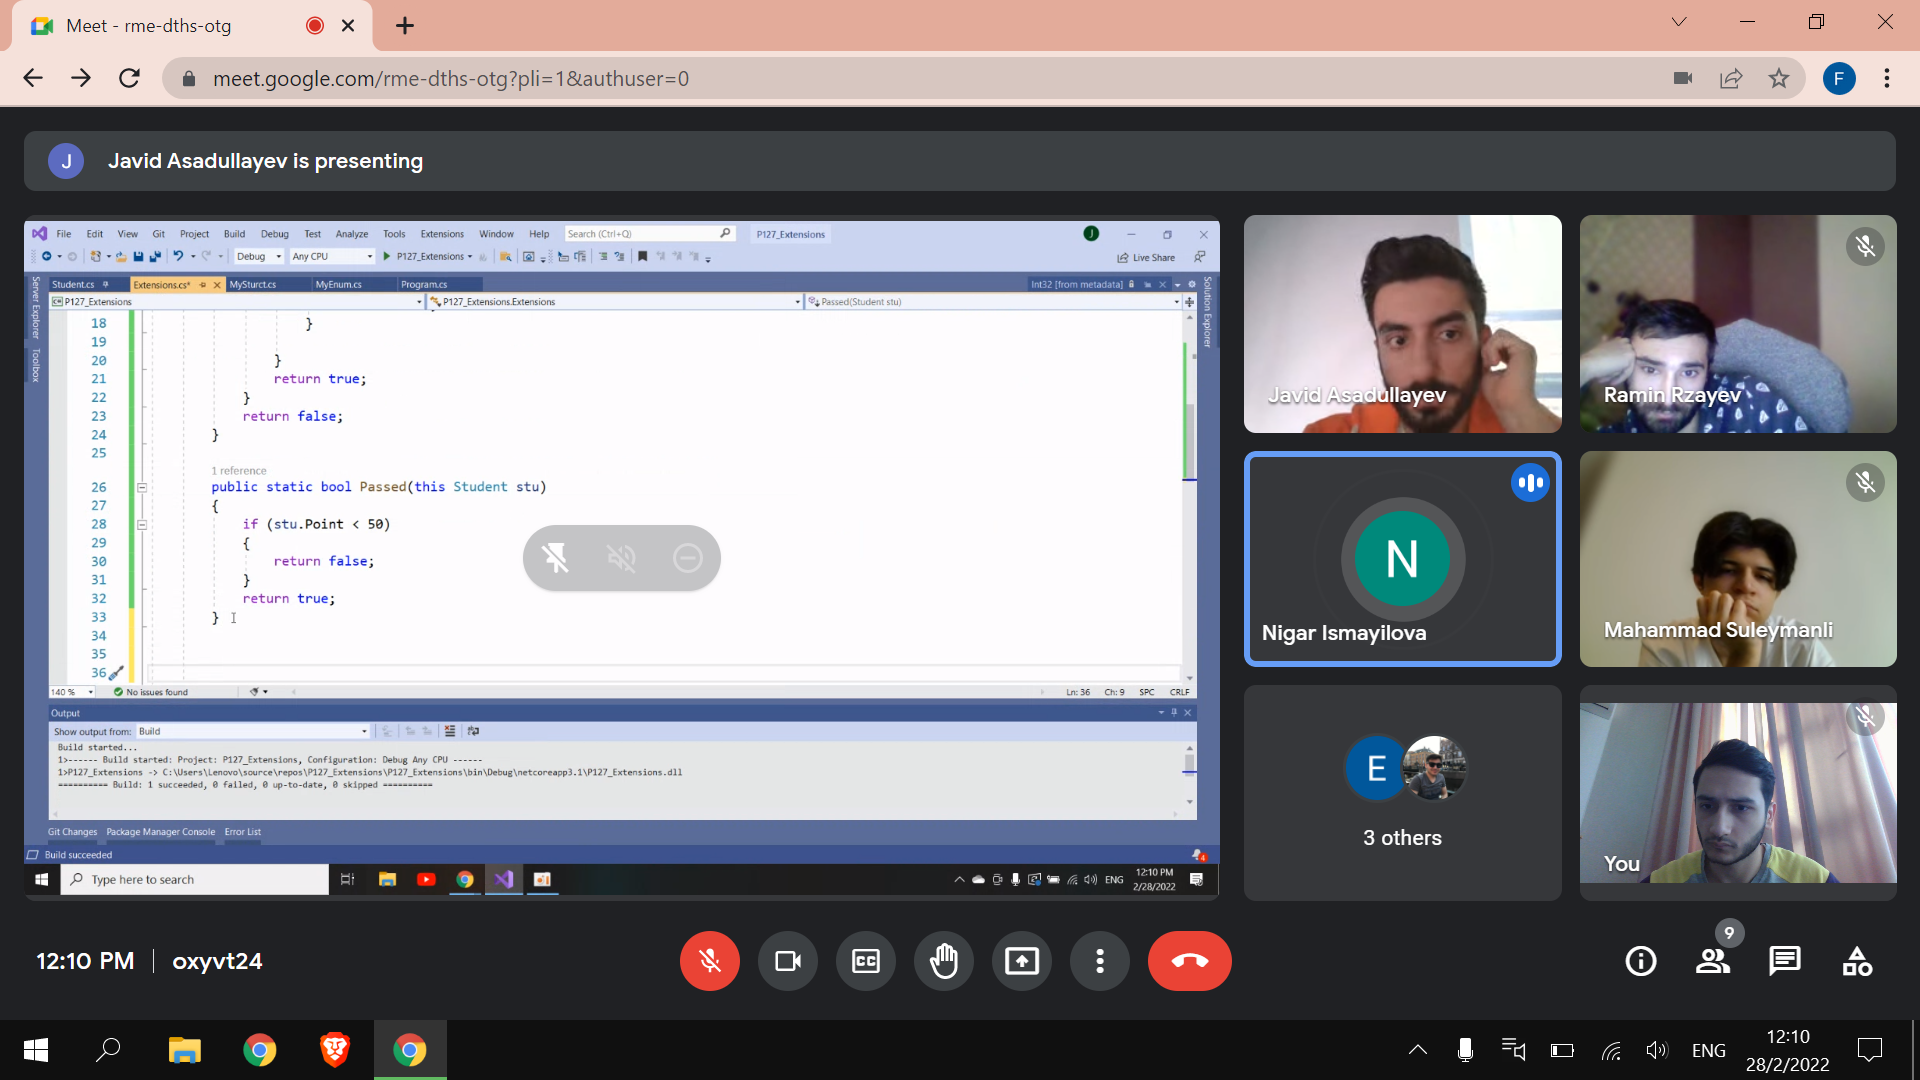 Meet - rme-dths-otg
meet.google.com/rme-dths-otg?pli=1&authuser=0
F
J
Javid Asadullayev is presenting
File Edit View Git Project Build Debug Test Analyze Tools Extensions Window Help Search (Ctrl+Q) P127_Extensions J
Debug Any CPU P127_Extensions Live Share
Student.cs Extensions.cs* MySturct.cs MyEnum.cs Program.cs Int32 [from metadata]
P127_Extensions P127_Extensions.Extensions Passed(Student stu)
Server Explorer
Toolbox
Solution Explorer
18 }
19
20 }
21 return true;
22 }
23 return false;
24 }
25
1 reference
26 public static bool Passed(this Student stu)
27 {
28 if (stu.Point < 50)
29 {
30 return false;
31 }
32 return true;
33 }
34
35
36
140 % No issues found Ln: 36 Ch: 9 SPC CRLF
Output
Show output from: Build
Build started...
1>------ Build started: Project: P127_Extensions, Configuration: Debug Any CPU ------
1>P127_Extensions -> C:\Users\Lenovo\source\repos\P127_Extensions\P127_Extensions\bin\Debug\netcoreapp3.1\P127_Extensions.dll
========== Build: 1 succeeded, 0 failed, 0 up-to-date, 0 skipped ==========
Git Changes Package Manager Console Error List
Build succeeded
4
Type here to search
ENG
12:10 PM
2/28/2022
Javid Asadullayev
Ramin Rzayev
N
Nigar Ismayilova
Mahammad Suleymanli
E
3 others
You
12:10 PM oxyvt24
CC
9
ENG
12:10
28/2/2022